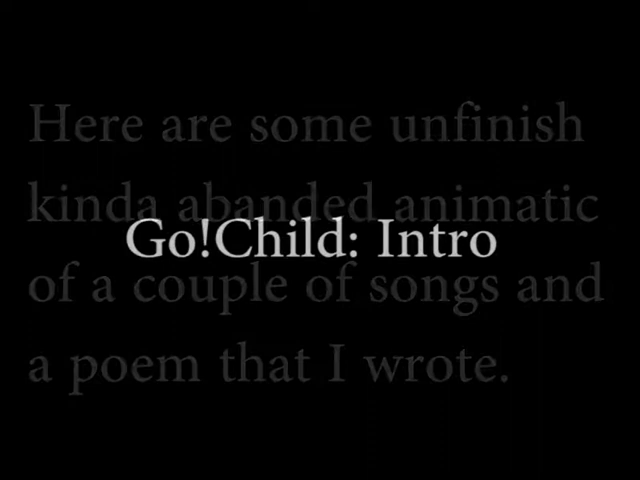 Here are some unfinish
kinda abanded animatic
Go!Child: Intro
of a couple of songs and
a poem that I wrote.